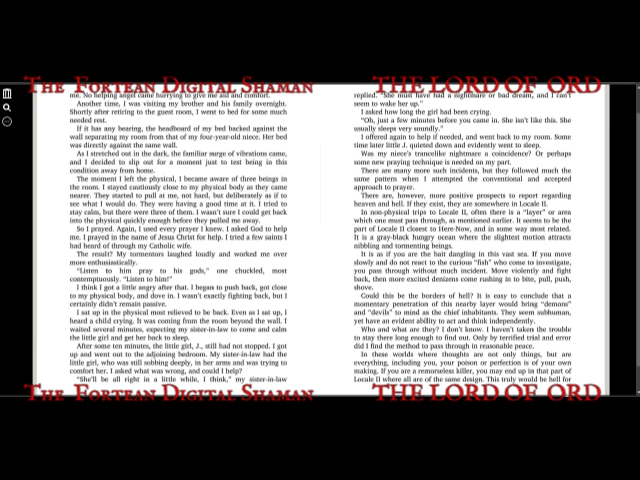 THE FORTEAN DIGITAL SHAMAN
THE LORD OF ORD
me. No helping angel came hurrying to give me aid and comfort.
Another time, I was visiting my brother and his family overnight.
Shortly after retiring to the guest room, I went to bed for some much
needed rest.
If it has any bearing, the headboard of my bed backed against the
wall separating my room from that of my four-year-old niece. Her bed
was directly against the same wall.
As I stretched out in the dark, the familiar surge of vibrations came,
and I decided to slip out for a moment just to test being in this
condition away from home.
The moment I left the physical, I became aware of three beings in
the room. I stayed cautiously close to my physical body as they came
nearer. They started to pull at me, not hard, but deliberately as if to
see what I would do. They were having a good time at it. I tried to
stay calm, but there were three of them. I wasn't sure I could get back
into the physical quickly enough before they pulled me away.
So I prayed. Again, I used every prayer I knew. I asked God to help
me. I prayed in the name of Jesus Christ for help. I tried a few saints I
had heard of through my Catholic wife.
The result? My tormentors laughed loudly and worked me over
more enthusiastically.
"Listen to him pray to his gods," one chuckled, most
contemptuously. "Listen to him!"
I think I got a little angry after that. I began to push back, got close
to my physical body, and dove in. I wasn't exactly fighting back, but I
certainly didn't remain passive.
I sat up in the physical most relieved to be back. Even as I sat up, I
heard a child crying. It was coming from the room beyond the wall. I
waited several minutes, expecting my sister-in-law to come and calm
the little girl and get her back to sleep.
After some ten minutes, the little girl, J., still had not stopped. I got
up and went out to the adjoining bedroom. My sister-in-law had the
little girl, who was still sobbing deeply, in her arms and was trying to
comfort her. I asked what was wrong, and could I help?
"She'll be all right in a little while, I think," my sister-in-law
replied. "She must have had a nightmare or bad dream, and I can't
seem to wake her up."
I asked how long the girl had been crying.
"Oh, just a few minutes before you came in. She isn't like this. She
usually sleeps very soundly."
I offered again to help if needed, and went back to my room. Some
time later little J. quieted down and evidently went to sleep.
Was my niece's trancelike nightmare a coincidence? Or perhaps
some new praying technique is needed on my part.
There are many more such incidents, but they followed much the
same pattern when I attempted the conventional and accepted
approach to prayer.
There are, however, more positive prospects to report regarding
heaven and hell. If they exist, they are somewhere in Locale II.
In non-physical trips to Locale II, often there is a "layer" or area
which one must pass through, as mentioned earlier. It seems to be the
part of Locale II closest to Here-Now, and in some way most related.
It is a gray-black hungry ocean where the slightest motion attracts
nibbling and tormenting beings.
It is as if you are the bait dangling in this vast sea. If you move
slowly and do not react to the curious "fish" who come to investigate,
you pass through without much incident. Move violently and fight
back, then more excited denizens come rushing in to bite, pull, push,
shove.
Could this be the borders of hell? It is easy to conclude that a
momentary penetration of this nearby layer would bring "demons"
and "devils" to mind as the chief inhabitants. They seem subhuman,
yet have an evident ability to act and think independently.
Who and what are they? I don't know. I haven't taken the trouble
to stay there long enough to find out. Only by terrified trial and error
did I find the method to pass through in reasonable peace.
In these worlds where thoughts are not only things, but are
everything, including you, your poison or perfection is of your own
making. If you are a remorseless killer, you may end up in that part of
Locale II where all are of the same design. This truly would be hell for
THE FORTEAN DIGITAL SHAMAN
THE LORD OF ORD